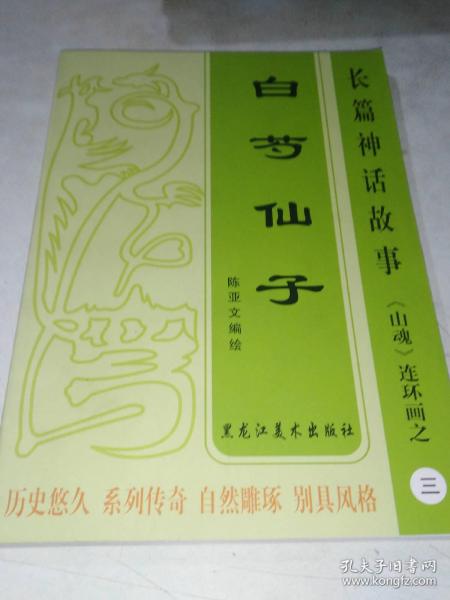 长篇神话故事
《山魂》连环画之
三
白芍仙子
陈亚文编绘
黑龙江美术出版社
历史悠久 系列传奇 自然雕琢 别具风格
孔夫子旧书网
www.kongfz.com